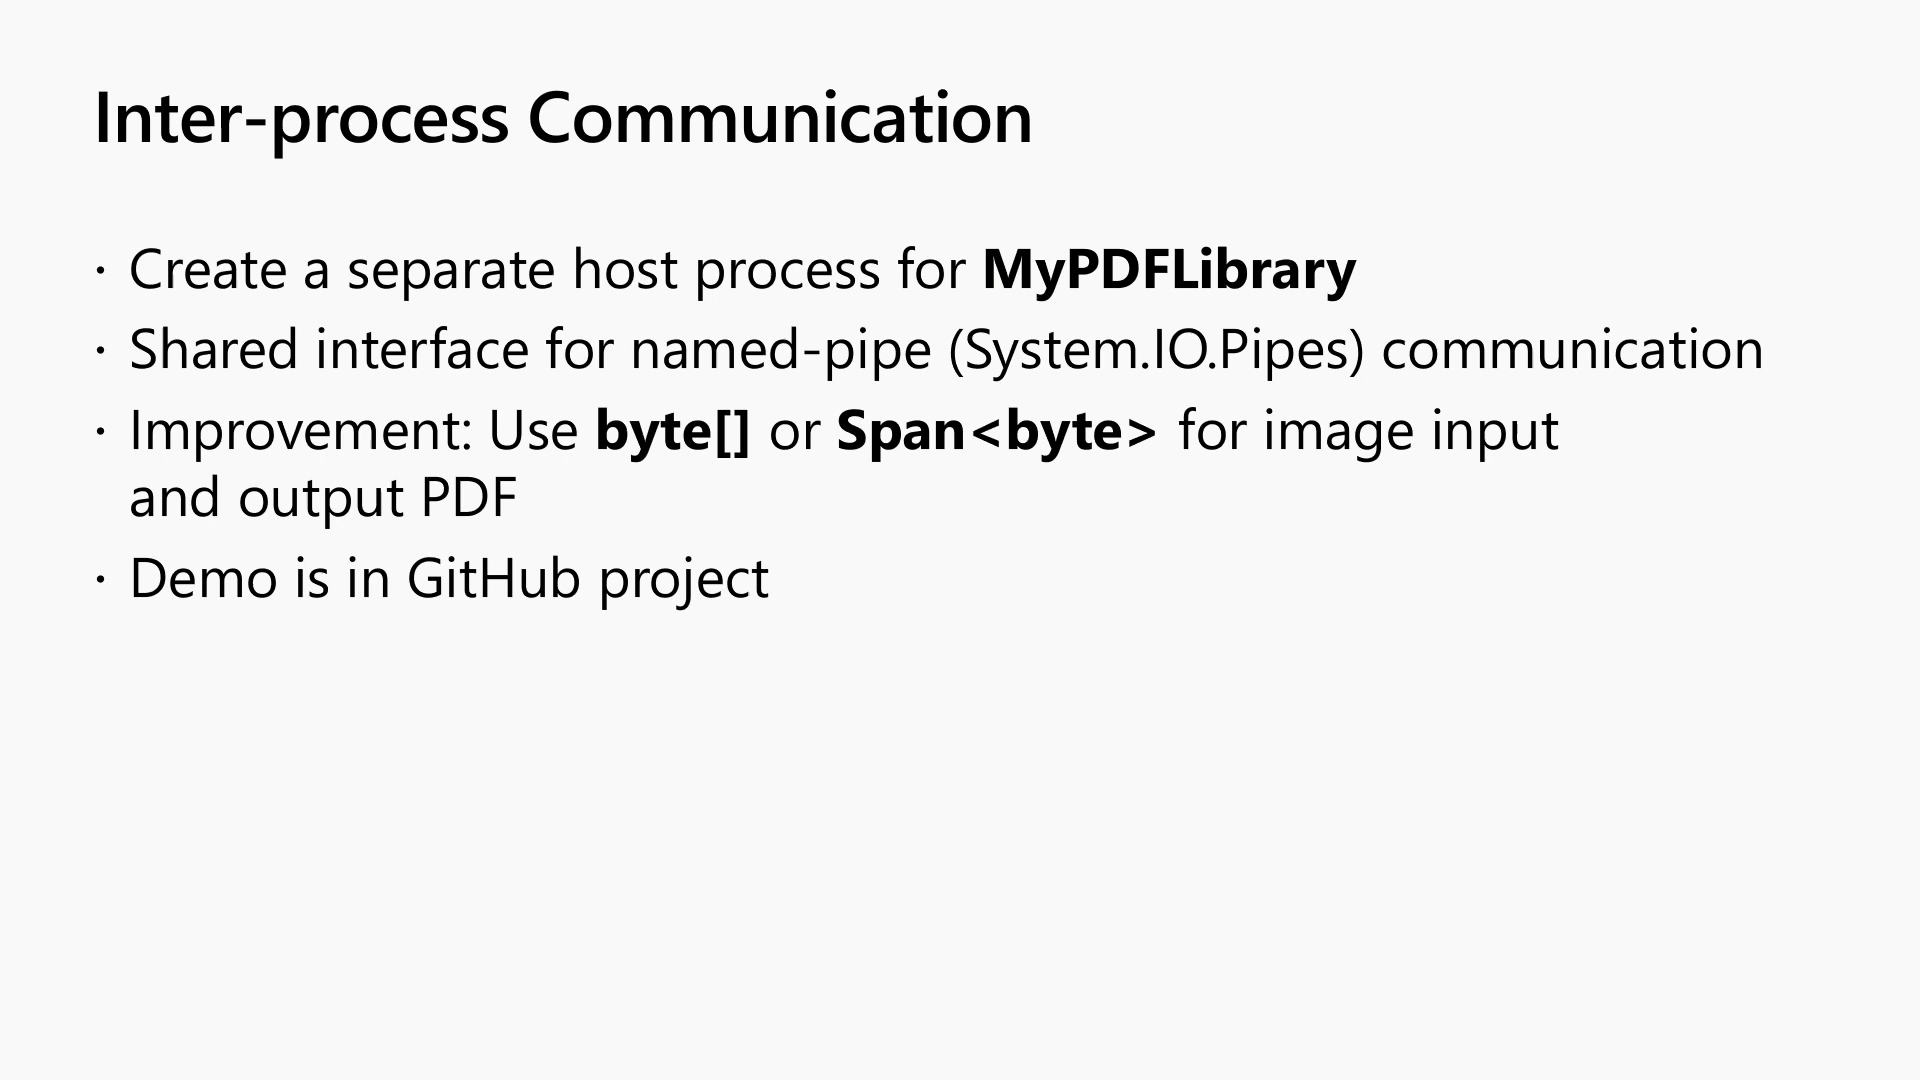 Inter-process Communication
· Create a separate host process for MyPDFLibrary
· Shared interface for named-pipe (System.IO.Pipes) communication
· Improvement: Use byte[] or Span<byte> for image input
and output PDF
· Demo is in GitHub project